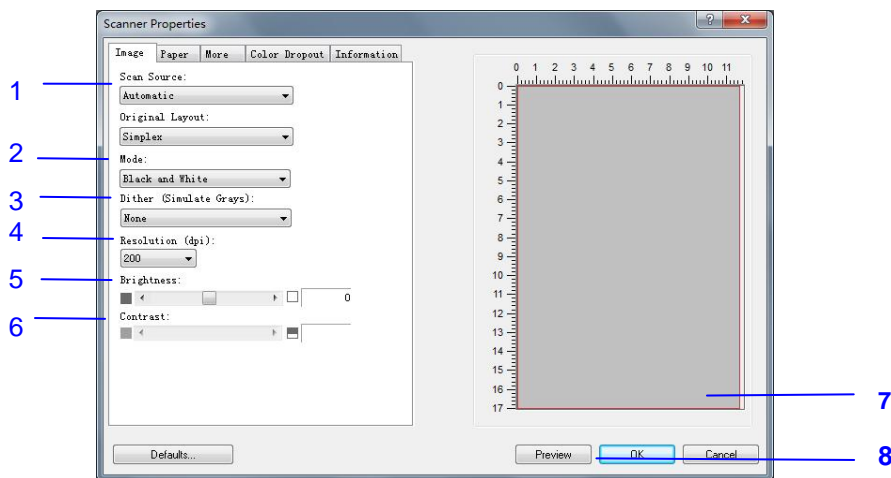 Scanner Properties
?
Image Paper More Color Dropout Information
1
Scan Source:
Automatic
Original Layout:
Simplex
2
Mode:
Black and White
3
Dither (Simulate Grays):
None
4
Resolution (dpi):
200
5
Brightness:
0
6
Contrast:
0 1 2 3 4 5 6 7 8 9 10 11
0
1
2
3
4
5
6
7
8
9
10
11
12
13
14
15
16
17
7
Defaults...
Preview OK Cancel
8